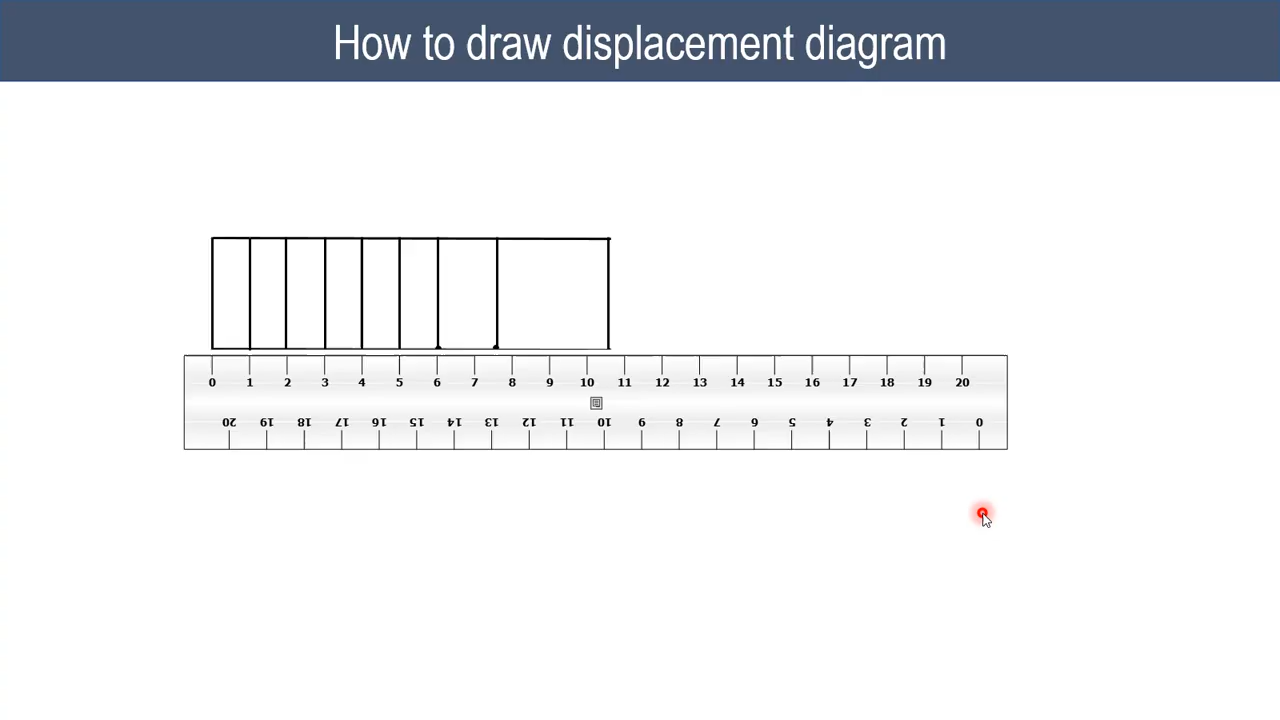 How to draw displacement diagram
0 1 2 3 4 5 6 7 8 9 10 11 12 13 14 15 16 17 18 19 20
20 19 18 17 16 15 14 13 12 11 10 9 8 7 6 5 4 3 2 1 0